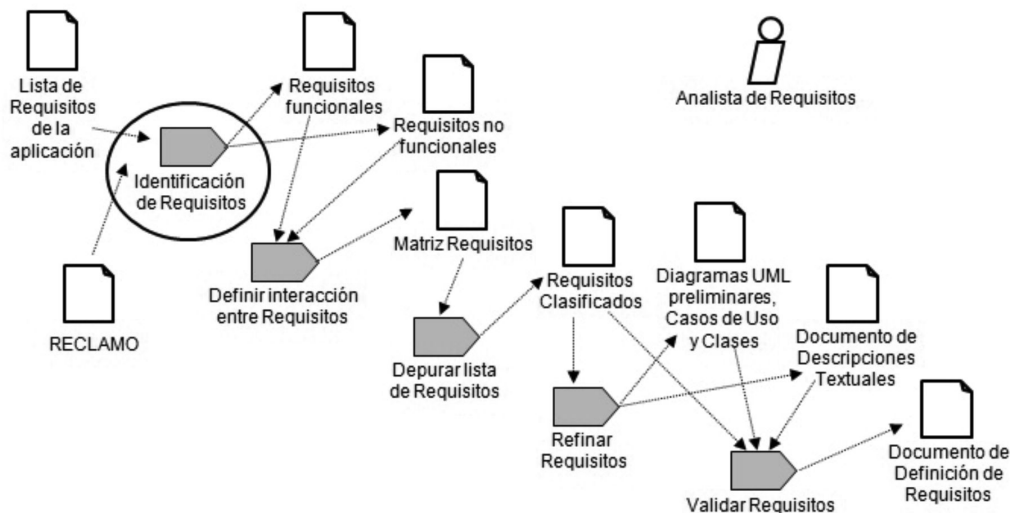 Lista de
Requisitos
de la
aplicación
Requisitos
funcionales
Requisitos no
funcionales
Analista de Requisitos
Identificación
de Requisitos
RECLAMO
Definir interacción
entre Requisitos
Matriz Requisitos
Depurar lista
de Requisitos
Requisitos
Clasificados
Diagramas UML
preliminares,
Casos de Uso
y Clases
Documento de
Descripciones
Textuales
Refinar
Requisitos
Validar Requisitos
Documento de
Definición de
Requisitos